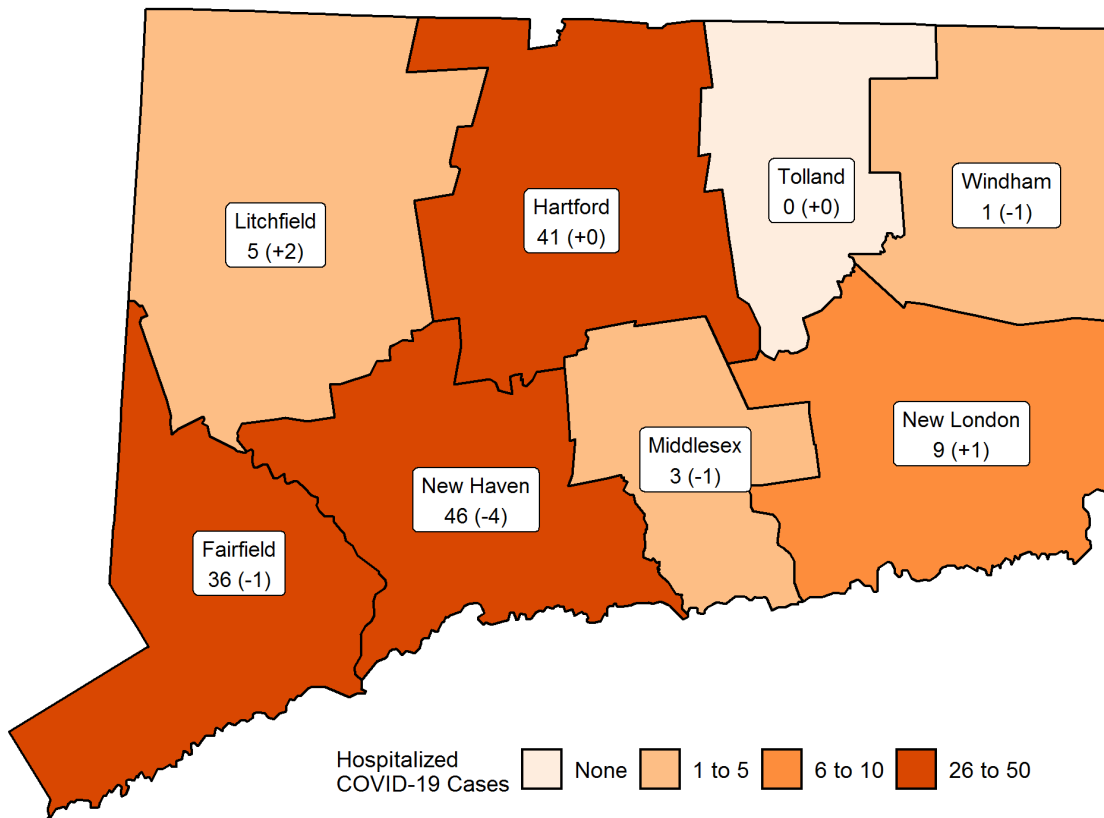 Tolland
0 (+0)
Windham
1 (-1)
Hartford
41 (+0)
Litchfield
5 (+2)
New London
9 (+1)
Middlesex
3 (-1)
New Haven
46 (-4)
Fairfield
36 (-1)
Hospitalized
COVID-19 Cases
None
1 to 5
6 to 10
26 to 50